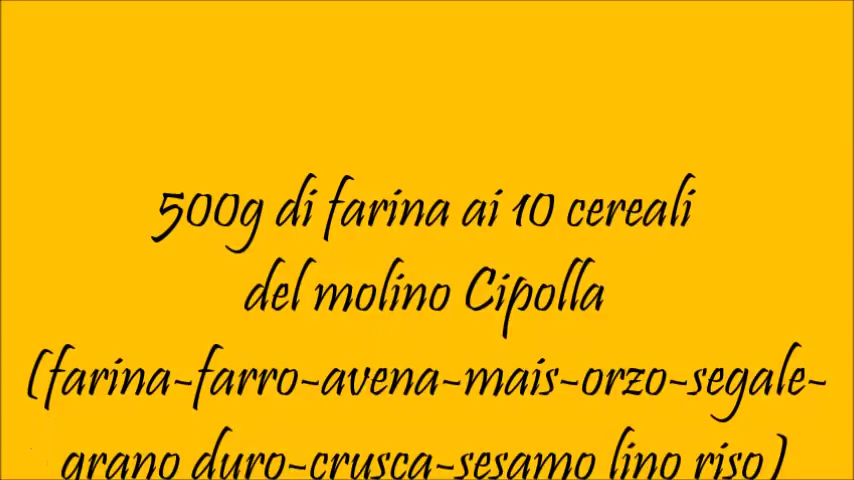 500g di farina ai 10 cereali
del molino Cipolla
(farina-farro-avena-mais-orzo-segale-
grano duro-crusca-sesamo lino riso)